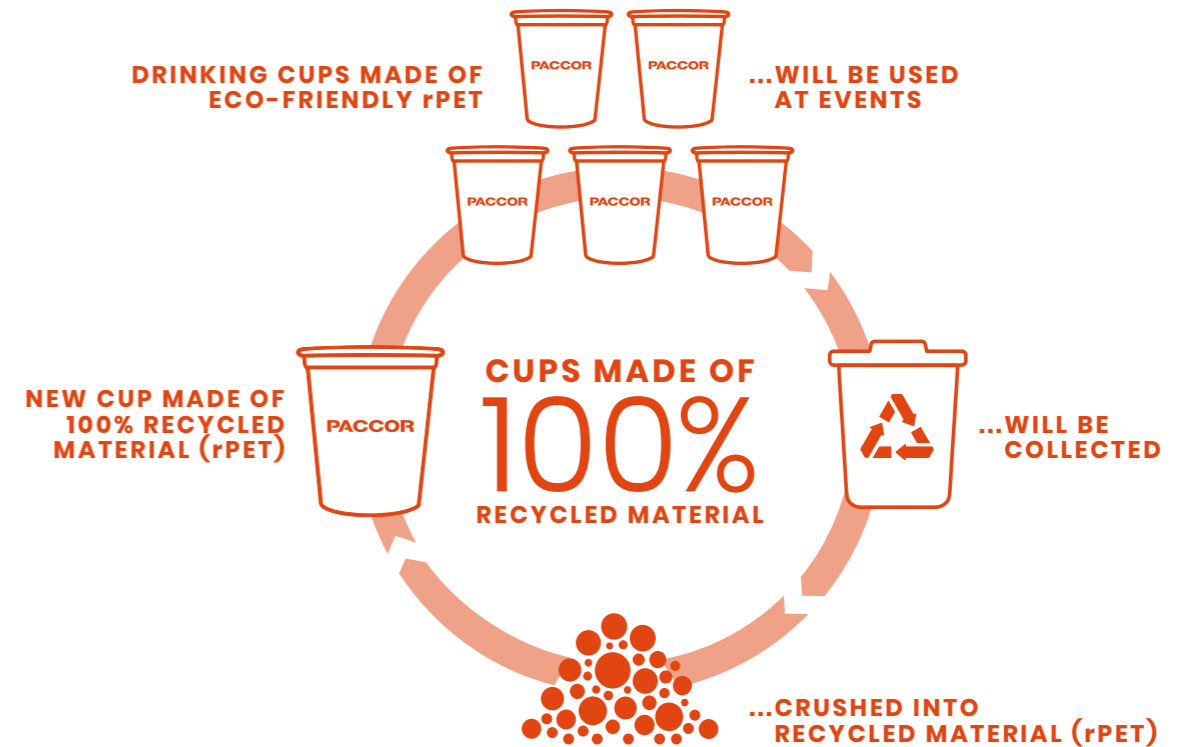 PACCOR
PACCOR
DRINKING CUPS MADE OF
ECO-FRIENDLY rPET
...WILL BE USED
AT EVENTS
PACCOR
PACCOR
PACCOR
CUPS MADE OF
100%
RECYCLED MATERIAL
NEW CUP MADE OF
100% RECYCLED
MATERIAL (rPET)
PACCOR
...WILL BE
COLLECTED
...CRUSHED INTO
RECYCLED MATERIAL (rPET)